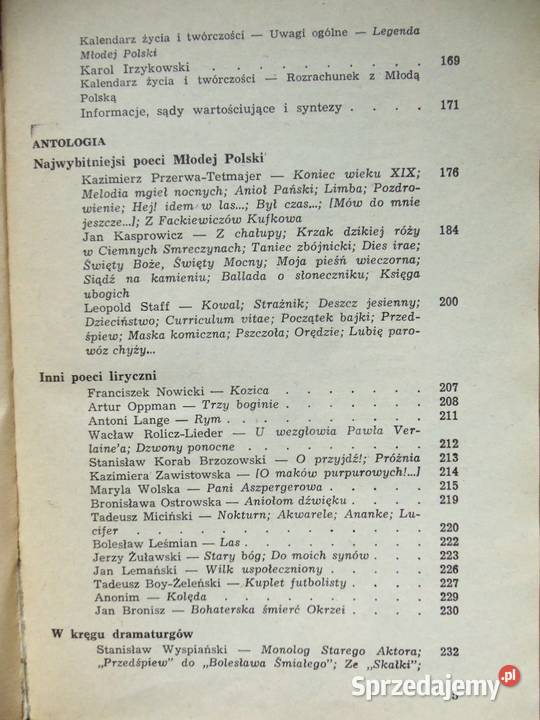 Kalendarz życia i twórczości — Uwagi ogólne — Legenda
Młodej Polski
Karol Irzykowski . . . . . . . . . 169
Kalendarz życia i twórczości — Rozrachunek z Młodą
Polską
Informacje, sądy wartościujące i syntezy . . . . 171
ANTOLOGIA
Najwybitniejsi poeci Młodej Polski
Kazimierz Przerwa-Tetmajer — Koniec wieku XIX; 176
Melodia mgieł nocnych; Anioł Pański; Limba; Pozdro-
wienie; Hej! idem w las...; Był czas...; [Mów do mnie
jeszcze...]; Z Fackiewiczów Kufkowa
Jan Kasprowicz — Z chałupy; Krzak dzikiej róży 184
w Ciemnych Smreczynach; Taniec zbójnicki; Dies irae;
Święty Boże, Święty Mocny; Moja pieśń wieczorna;
Siądź na kamieniu; Ballada o słoneczniku; Księga
ubogich
Leopold Staff — Kowal; Strażnik; Deszcz jesienny; 200
Dzieciństwo; Curriculum vitae; Początek bajki; Przed-
śpiew; Maska komiczna; Pszczoła; Orędzie; Lubię paro-
wóz chyży...
Inni poeci liryczni
Franciszek Nowicki — Kozica . . . . . . 207
Artur Oppman — Trzy boginie . . . . . . 208
Antoni Lange — Rym . . . . . . . . 211
Wacław Rolicz-Lieder — U wezgłowia Pawła Ver-
laine'a; Dzwony ponocne . . . . . . . 212
Stanisław Korab Brzozowski — O przyjdź!; Próżnia 213
Kazimiera Zawistowska — [O maków purpurowych!...] 214
Maryla Wolska — Pani Aszpergerowa . . . . 215
Bronisława Ostrowska — Aniołom dźwięku . . . 219
Tadeusz Miciński — Nokturn; Akwarele; Ananke; Lu-
cifer . . . . . . . . . . . 220
Bolesław Leśmian — Las . . . . . . . 222
Jerzy Żuławski — Stary bóg; Do moich synów . . 223
Jan Lemański — Wilk uspołeczniony . . . . 226
Tadeusz Boy-Żeleński — Kuplet futbolisty . . . 227
Anonim — Kolęda . . . . . . . . . 229
Jan Bronisz — Bohaterska śmierć Okrzei . . . . 230
W kręgu dramaturgów
Stanisław Wyspiański — Monolog Starego Aktora; 232
„Przedśpiew" do „Bolesława Śmiałego"; Ze „Skałki";
5
Sprzedajemy.pl